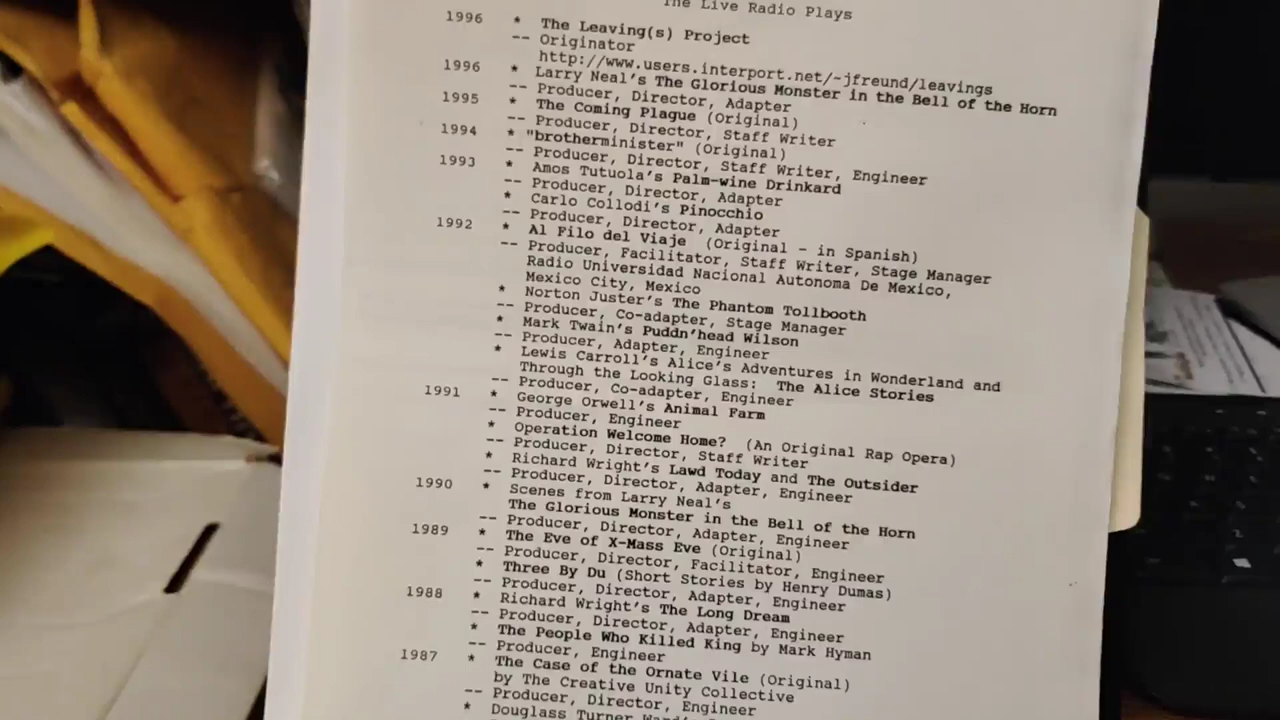 The Live Radio Plays
1996 * The Leaving(s) Project
-- Originator
http://www.users.interport.net/~jfreund/leavings
1996 * Larry Neal's The Glorious Monster in the Bell of the Horn
-- Producer, Director, Adapter
1995 * The Coming Plague (Original)
-- Producer, Director, Staff Writer
1994 * "brotherminister" (Original)
-- Producer, Director, Staff Writer, Engineer
1993 * Amos Tutuola's Palm-wine Drinkard
-- Producer, Director, Adapter
* Carlo Collodi's Pinocchio
-- Producer, Director, Adapter
1992 * Al Filo del Viaje (Original - in Spanish)
-- Producer, Facilitator, Staff Writer, Stage Manager
Radio Universidad Nacional Autonoma De Mexico,
Mexico City, Mexico
* Norton Juster's The Phantom Tollbooth
-- Producer, Co-adapter, Stage Manager
* Mark Twain's Puddn'head Wilson
-- Producer, Adapter, Engineer
* Lewis Carroll's Alice's Adventures in Wonderland and
Through the Looking Glass: The Alice Stories
-- Producer, Co-adapter, Engineer
1991 * George Orwell's Animal Farm
-- Producer, Engineer
* Operation Welcome Home? (An Original Rap Opera)
-- Producer, Director, Staff Writer
* Richard Wright's Lawd Today and The Outsider
-- Producer, Director, Adapter, Engineer
1990 * Scenes from Larry Neal's
The Glorious Monster in the Bell of the Horn
-- Producer, Director, Adapter, Engineer
1989 * The Eve of X-Mass Eve (Original)
-- Producer, Director, Facilitator, Engineer
* Three By Du (Short Stories by Henry Dumas)
-- Producer, Director, Adapter, Engineer
1988 * Richard Wright's The Long Dream
-- Producer, Director, Adapter, Engineer
* The People Who Killed King by Mark Hyman
-- Producer, Engineer
1987 * The Case of the Ornate Vile (Original)
by The Creative Unity Collective
-- Producer, Director, Engineer
* Douglass Turner Ward's